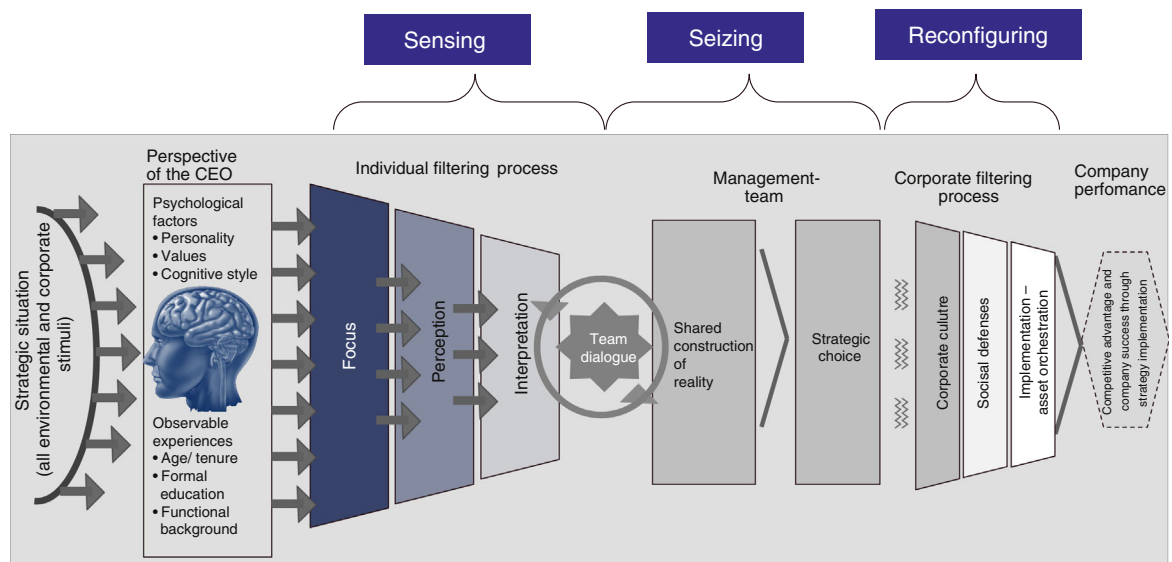 Sensing
Seizing
Reconfiguring
Strategic situation
(all environmental and corporate
stimuli)
Perspective
of the CEO
Psychological
factors
• Personality
• Values
• Cognitive style
Observable
experiences
• Age/ tenure
• Formal
education
• Functional
background
Individual filtering process
Focus
Perception
Interpretation
Team
dialogue
Management-
team
Shared
construction
of
reality
Strategic
choice
Corporate filtering
process
Corporate culutre
Socisal defenses
Implementation –
asset orchestration
Company
perfomance
Competitive advantage and
company success through
strategy implementation